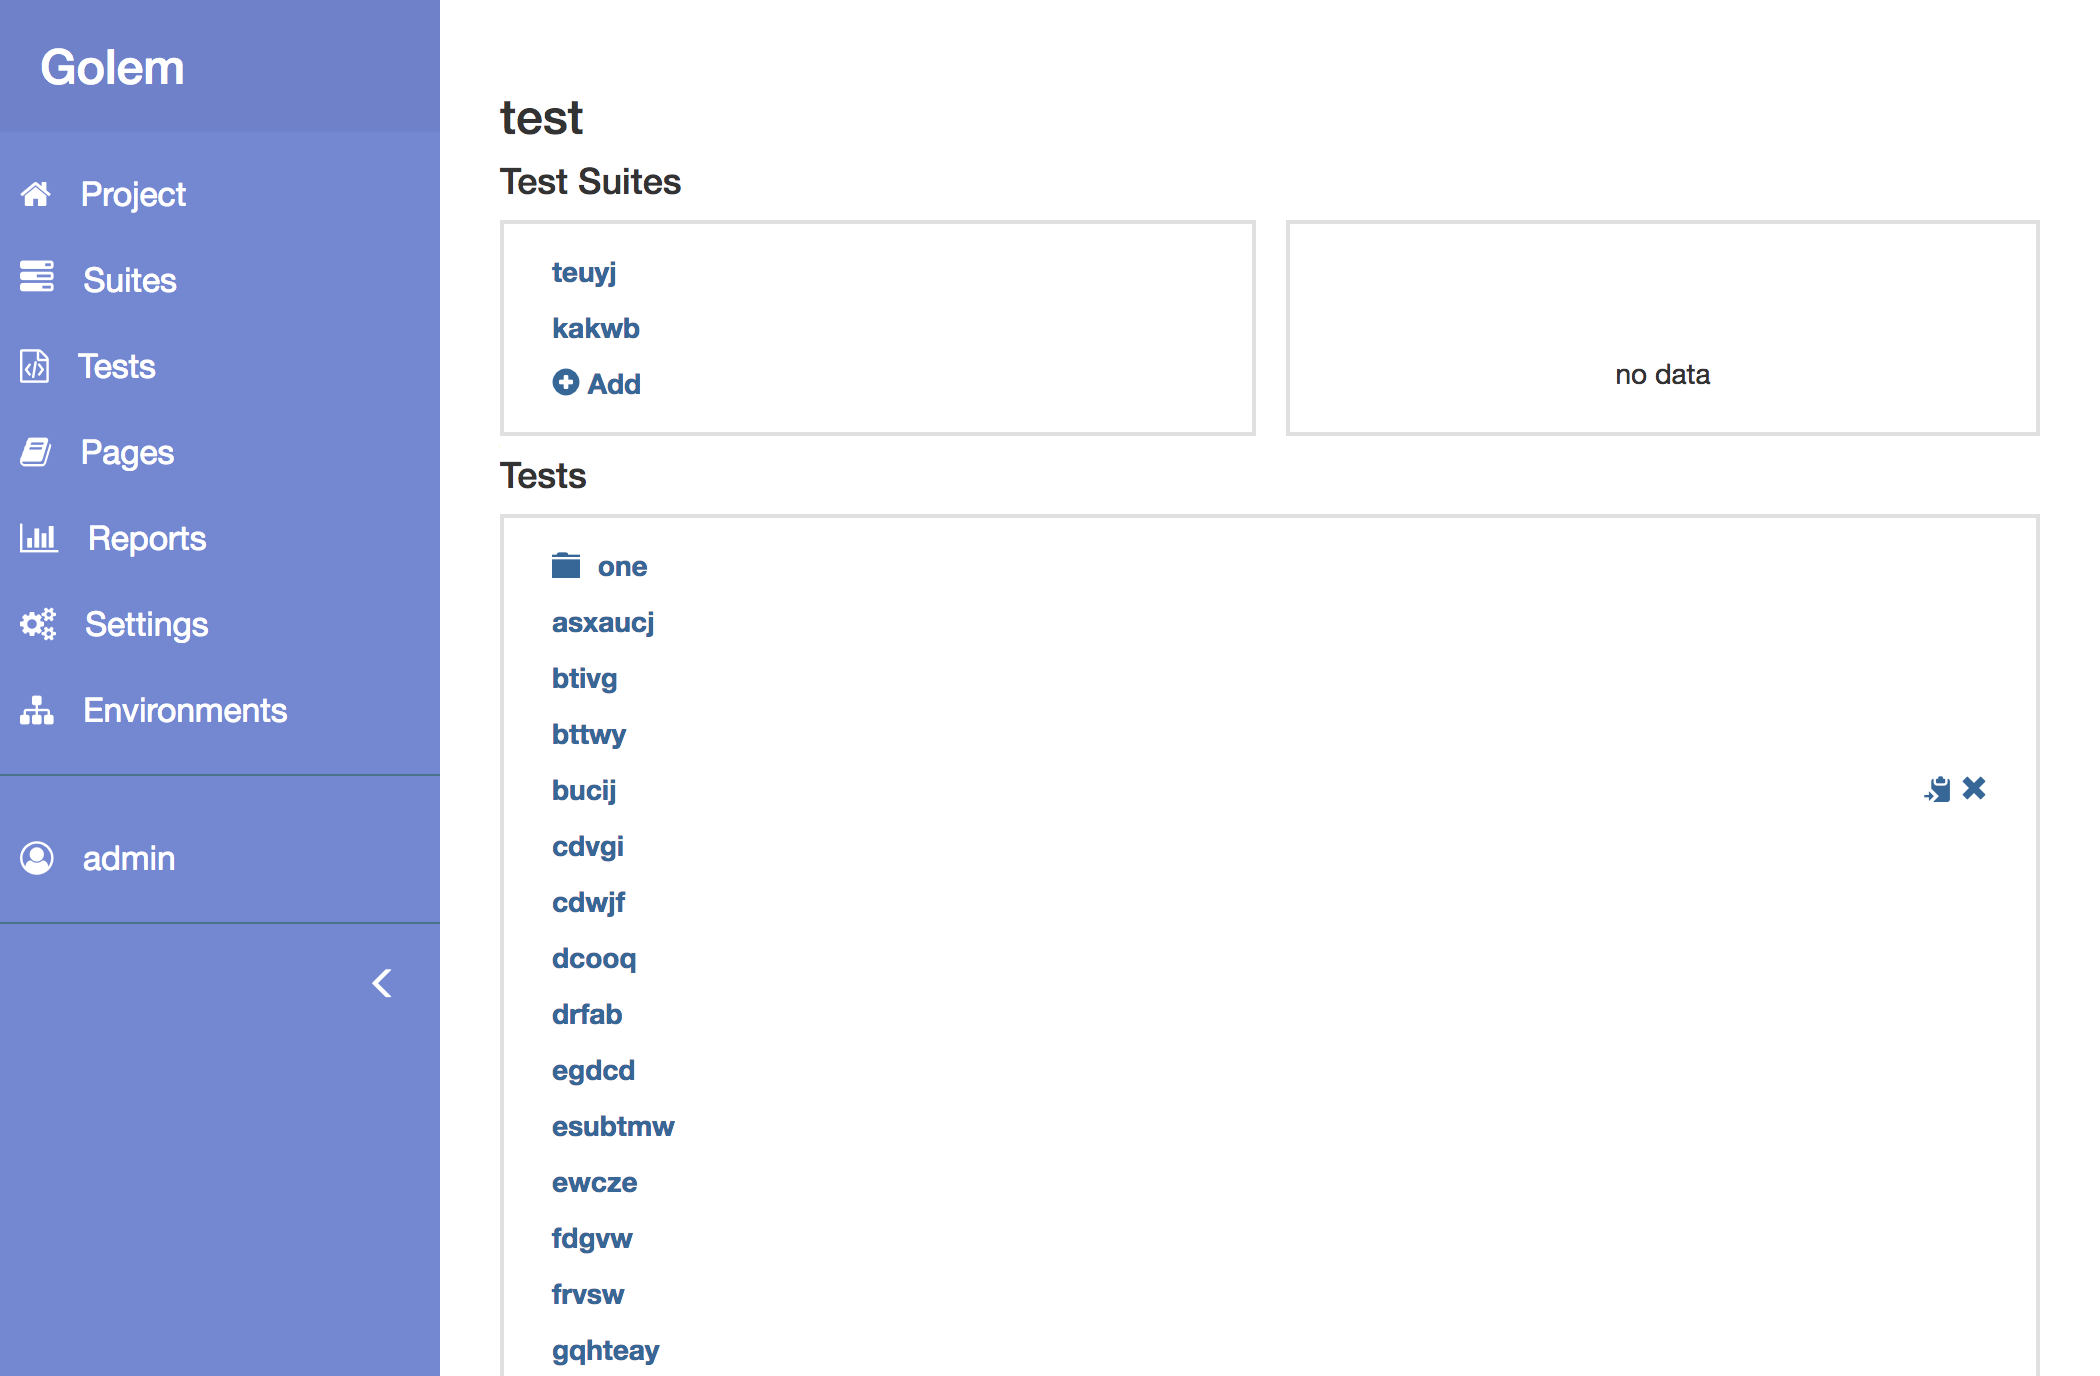 Golem
Project
Suites
Tests
Pages
Reports
Settings
Environments
admin
test
Test Suites
teuyj
kakwb
Add
no data
Tests
one
asxaucj
btivg
bttwy
bucij
cdvgi
cdwjf
dcooq
drfab
egdcd
esubtmw
ewcze
fdgvw
frvsw
gqhteay